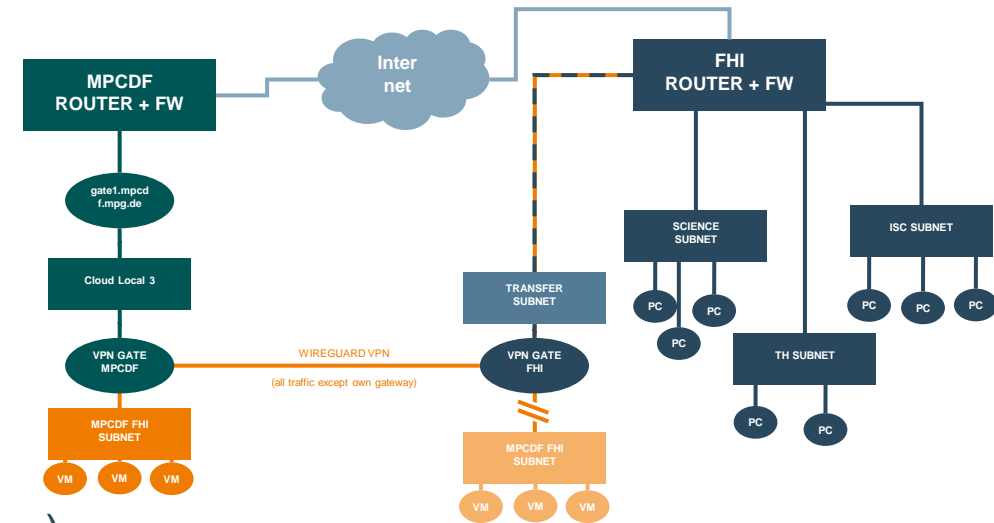 Inter
net
MPCDF
ROUTER + FW
FHI
ROUTER + FW
gate1.mpcd
f.mpg.de
SCIENCE
SUBNET
ISC SUBNET
Cloud Local 3
TRANSFER
SUBNET
PC
PC
PC
PC
PC
PC
VPN GATE
MPCDF
WIREGUARD VPN
(all traffic except own gateway)
VPN GATE
FHI
TH SUBNET
PC
PC
MPCDF FHI
SUBNET
MPCDF FHI
SUBNET
VM
VM
VM
VM
VM
VM
)